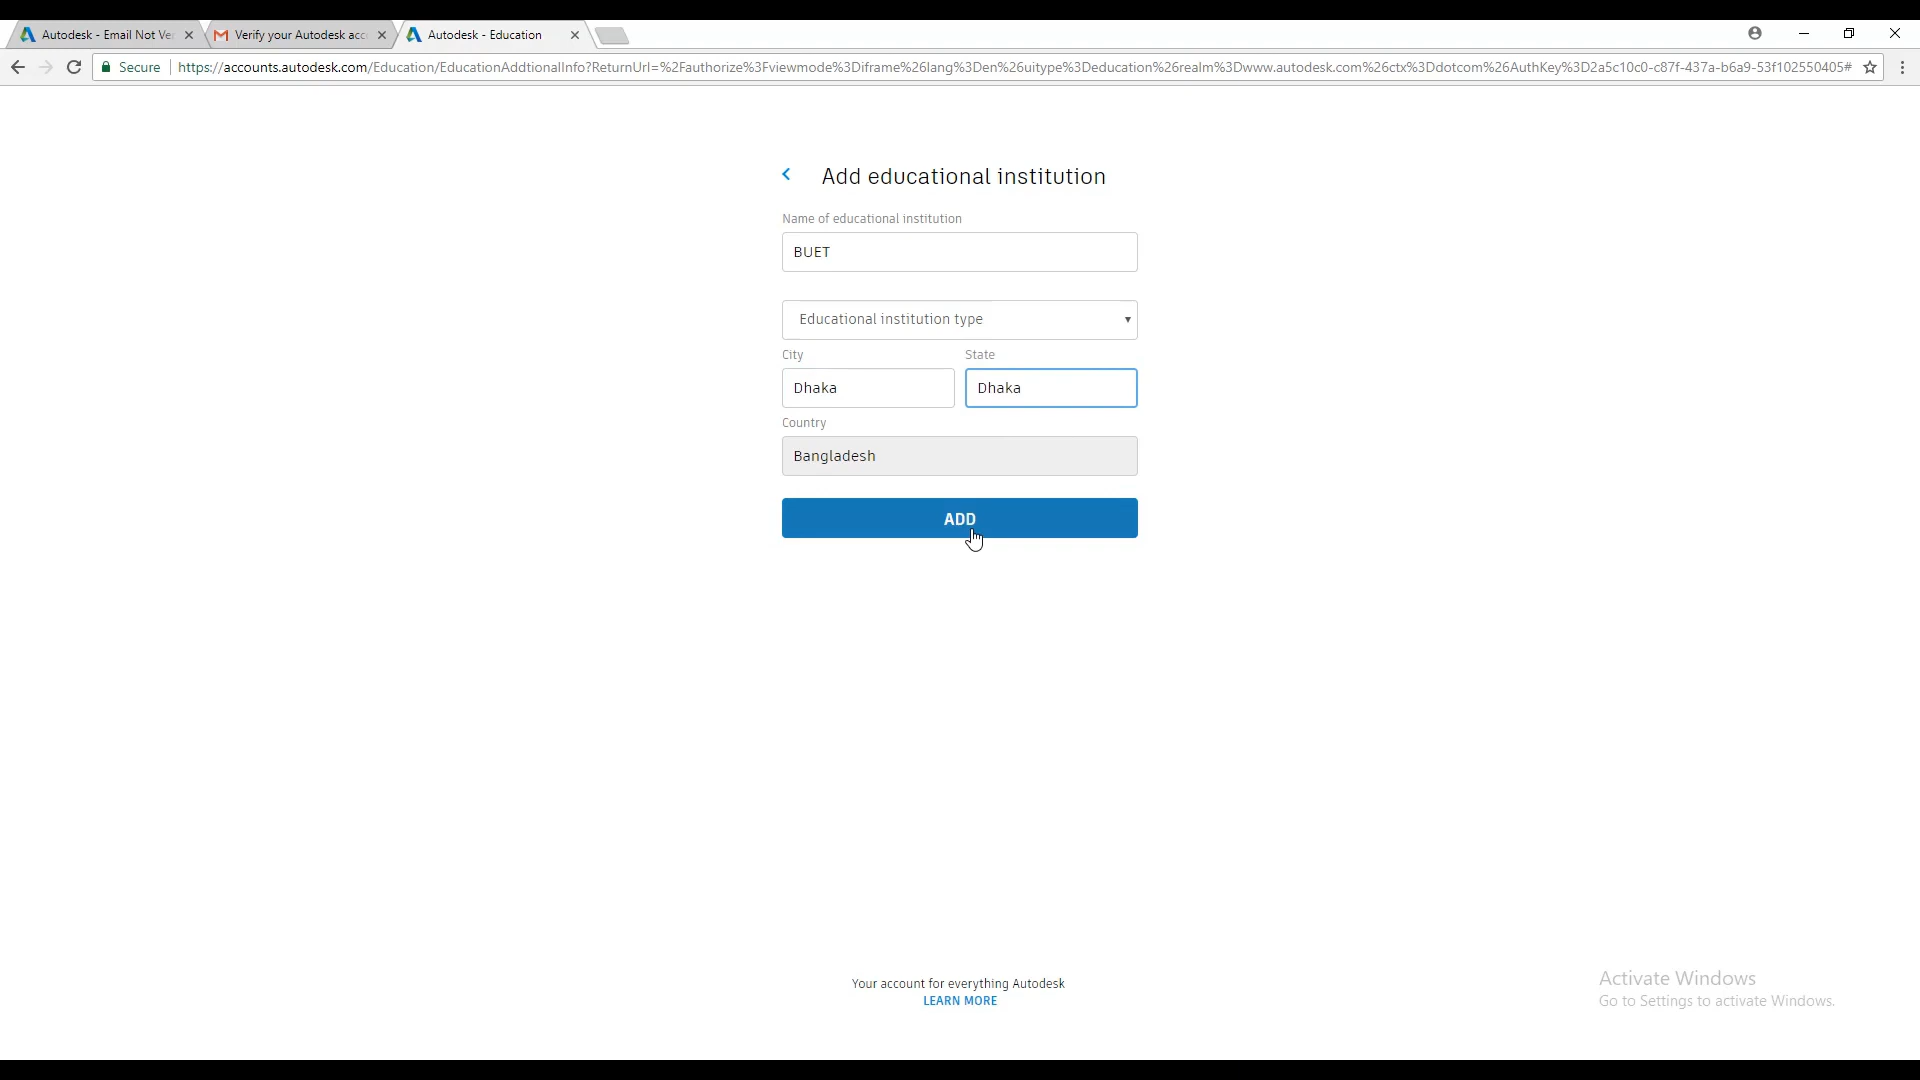 Autodesk - Email Not Ve
Verify your Autodesk acc
Autodesk - Education
Secure
https://accounts.autodesk.com/Education/EducationAddtionalInfo?ReturnUrl=%2Fauthorize%3Fviewmode%3Diframe%26lang%3Den%26uitype%3Deducation%26realm%3Dwww.autodesk.com%26ctx%3Ddotcom%26AuthKey%3D2a5c10c0-c87f-437a-b6a9-53f102550405#
Add educational institution
Name of educational institution
BUET
Educational institution type
City
State
Dhaka
Dhaka
Country
Bangladesh
ADD
Your account for everything Autodesk
LEARN MORE
Activate Windows
Go to Settings to activate Windows.